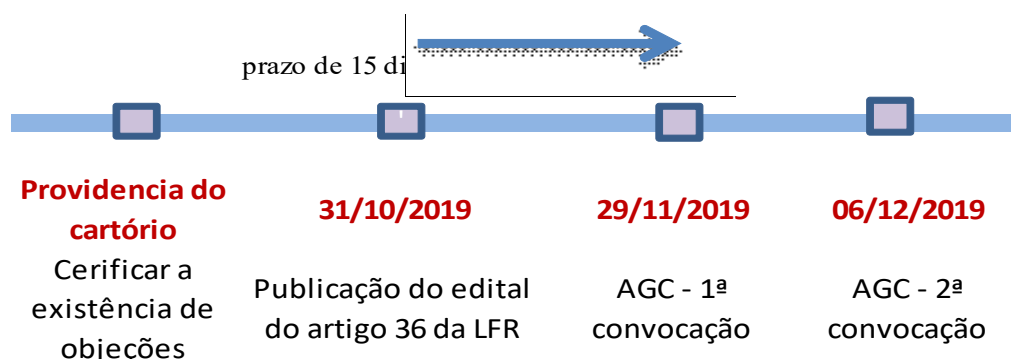 prazo de 15 di
Providencia do
cartório
Cerificar a
existência de
objeções
31/10/2019
Publicação do edital
do artigo 36 da LFR
29/11/2019
AGC - 1ª
convocação
06/12/2019
AGC - 2ª
convocação